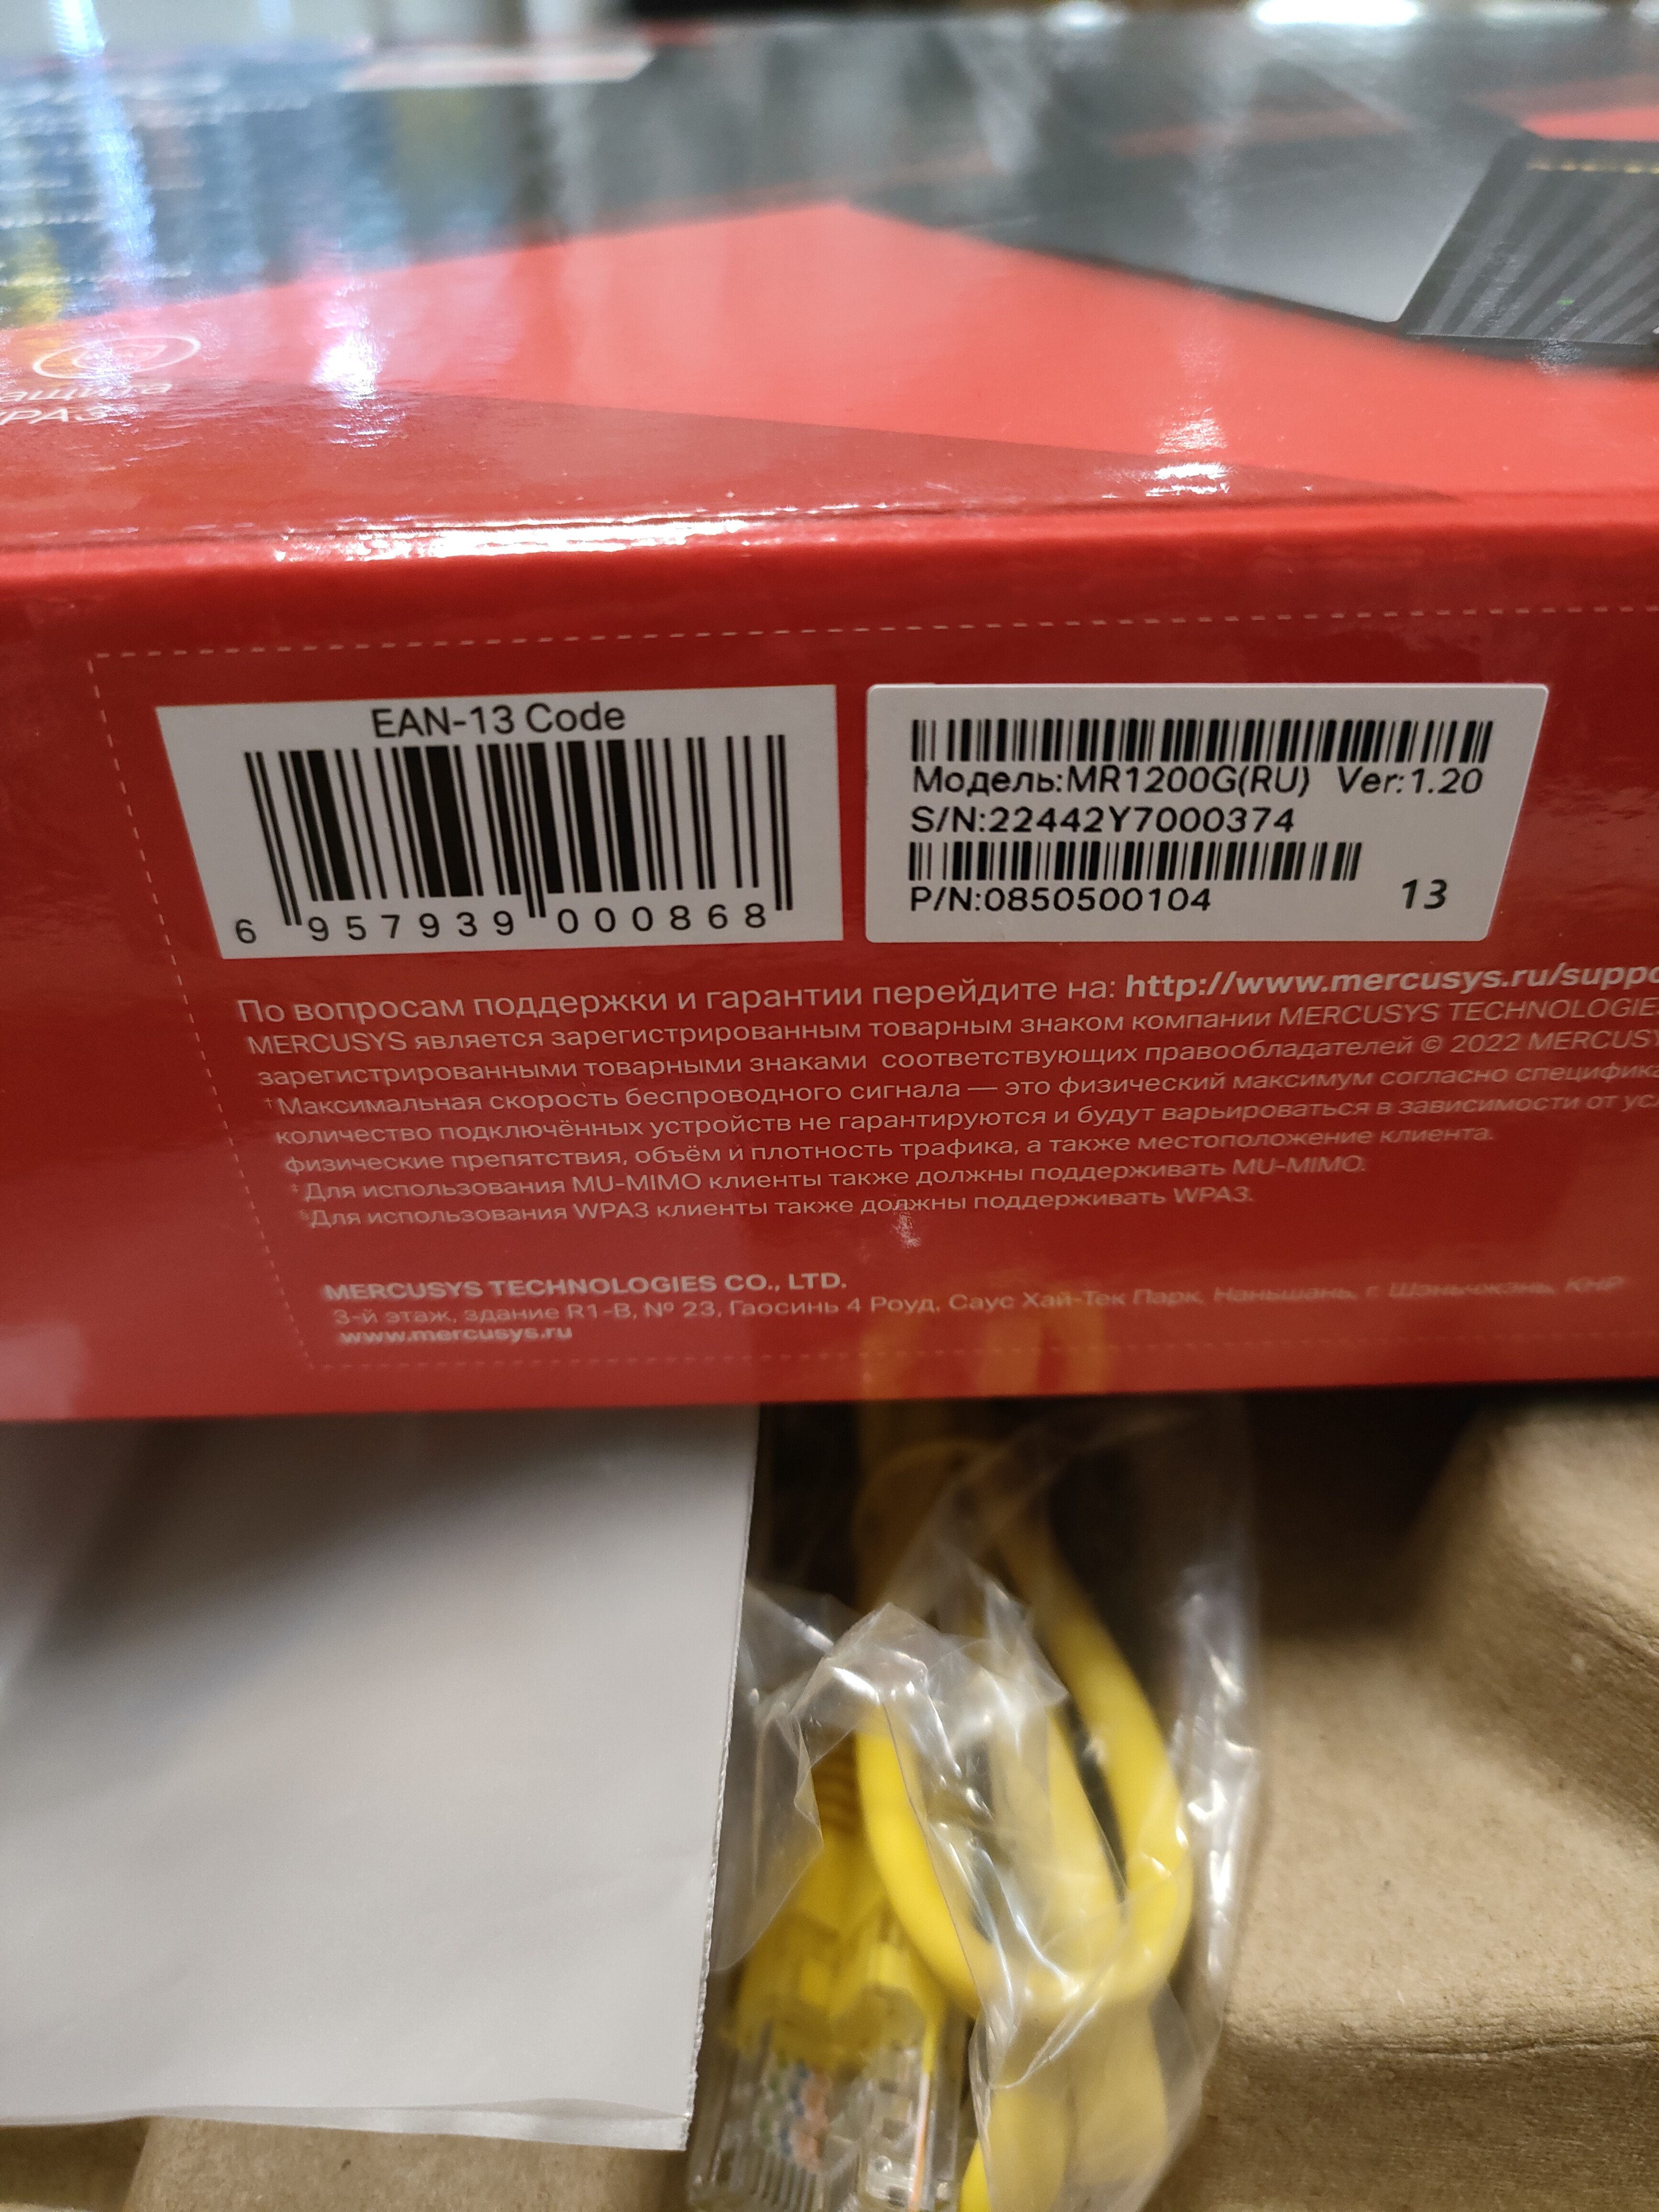 WPA3
EAN-13 Code
6 957939 000868
Модель:MR1200G(RU) Ver:1.20
S/N:22442Y7000374
P/N:0850500104
13
По вопросам поддержки и гарантии перейдите на: http://www.mercusys.ru/suppo
MERCUSYS является зарегистрированным товарным знаком компании MERCUSYS TECHNOLOGIE
зарегистрированными товарными знаками соответствующих правообладателей © 2022 MERCUSY
†Максимальная скорость беспроводного сигнала — это физический максимум согласно специфика
количество подключённых устройств не гарантируются и будут варьироваться в зависимости от усл
физические препятствия, объём и плотность трафика, а также местоположение клиента.
‡Для использования MU-MIMO клиенты также должны поддерживать MU-MIMO.
§Для использования WPA3 клиенты также должны поддерживать WPA3.
MERCUSYS TECHNOLOGIES CO., LTD.
3-й этаж, здание R1-B, № 23, Гаосинь 4 Роуд, Саус Хай-Тек Парк, Наньшань, г. Шэньчжэнь, КНР
www.mercusys.ru